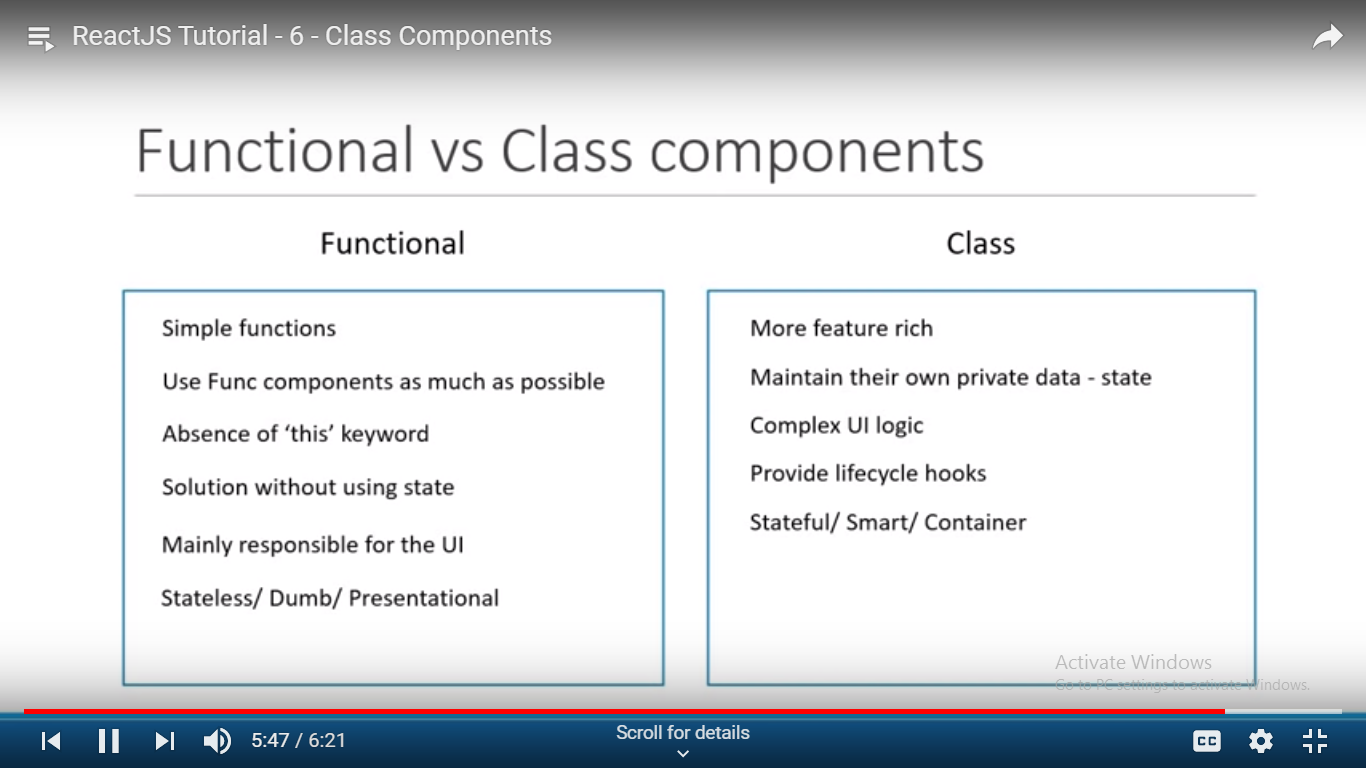 ReactJS Tutorial - 6 - Class Components
Functional vs Class components
Functional
Simple functions
Use Func components as much as possible
Absence of ‘this’ keyword
Solution without using state
Mainly responsible for the UI
Stateless/ Dumb/ Presentational
Class
More feature rich
Maintain their own private data - state
Complex UI logic
Provide lifecycle hooks
Stateful/ Smart/ Container
Activate Windows
Go to PC settings to activate Windows.
5:47 / 6:21
Scroll for details
CC